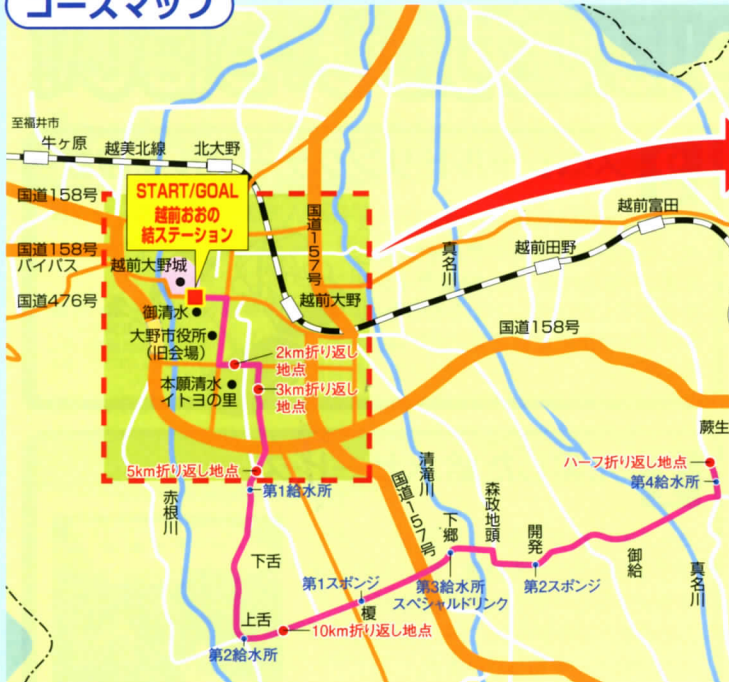 コースマップ
至福井市
牛ヶ原
越美北線
北大野
国道158号
START/GOAL
越前おおの
結ステーション
国道157号
越前富田
国道158号
バイパス
越前大野城
真名川
越前田野
国道476号
越前大野
御清水
大野市役所
(旧会場)
国道158号
2km折り返し
地点
本願清水
イトヨの里
3km折り返し
地点
蕨生
5km折り返し地点
第1給水所
清滝川
ハーフ折り返し地点
第4給水所
赤根川
国道157号
森政地頭
下郷
開発
下舌
御給
真名川
第1スポンジ
榎
第3給水所
スペシャルドリンク
第2スポンジ
上舌
10km折り返し地点
第2給水所